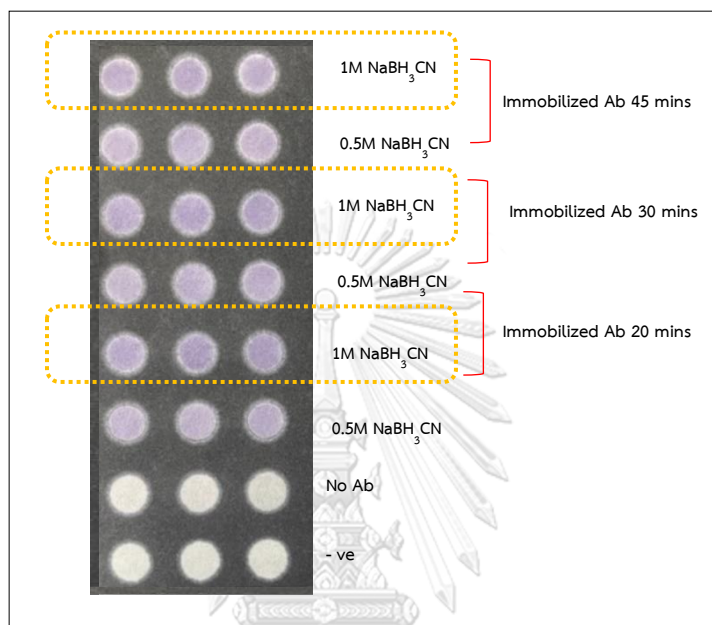 1M NaBH₃CN
Immobilized Ab 45 mins
0.5M NaBH₃CN
1M NaBH₃CN
Immobilized Ab 30 mins
0.5M NaBH₃CN
Immobilized Ab 20 mins
1M NaBH₃CN
0.5M NaBH₃CN
No Ab
- ve